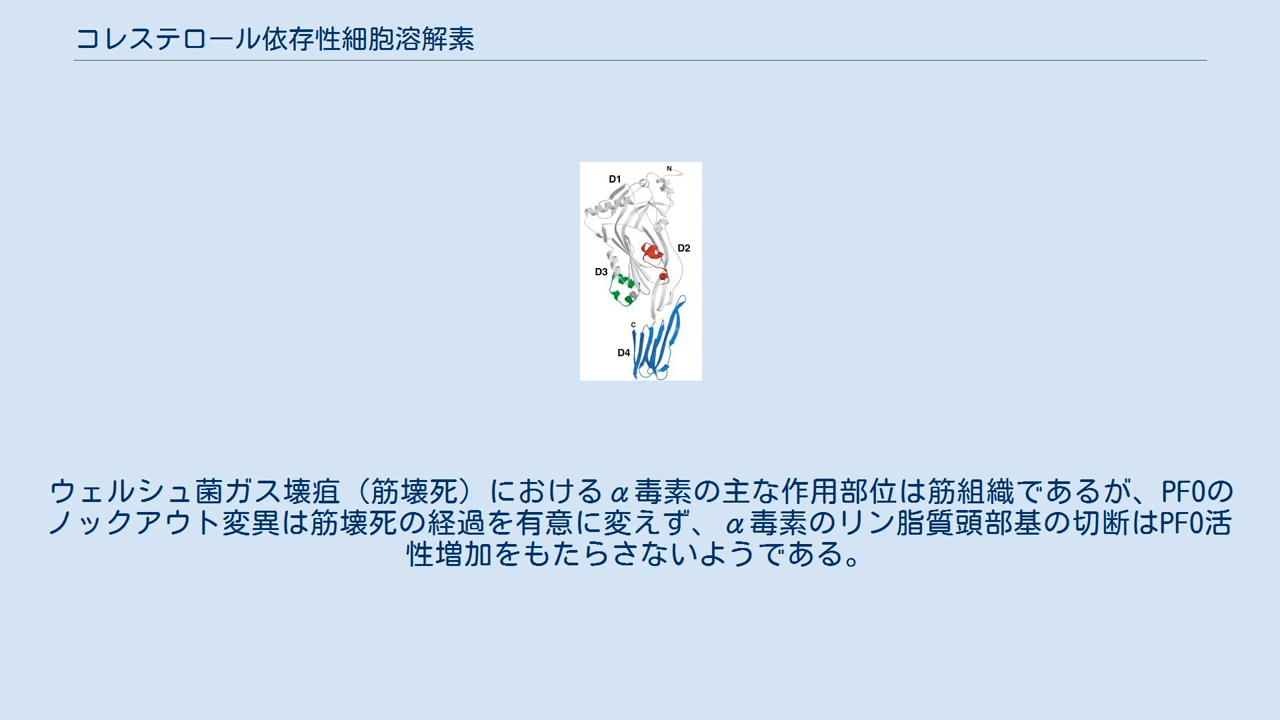 コレステロール依存性細胞溶解素
N
D1
D2
D3
C
D4
ウェルシュ菌ガス壊疽（筋壊死）におけるα毒素の主な作用部位は筋組織であるが、PFOの
ノックアウト変異は筋壊死の経過を有意に変えず、α毒素のリン脂質頭部基の切断はPFO活
性増加をもたらさないようである。